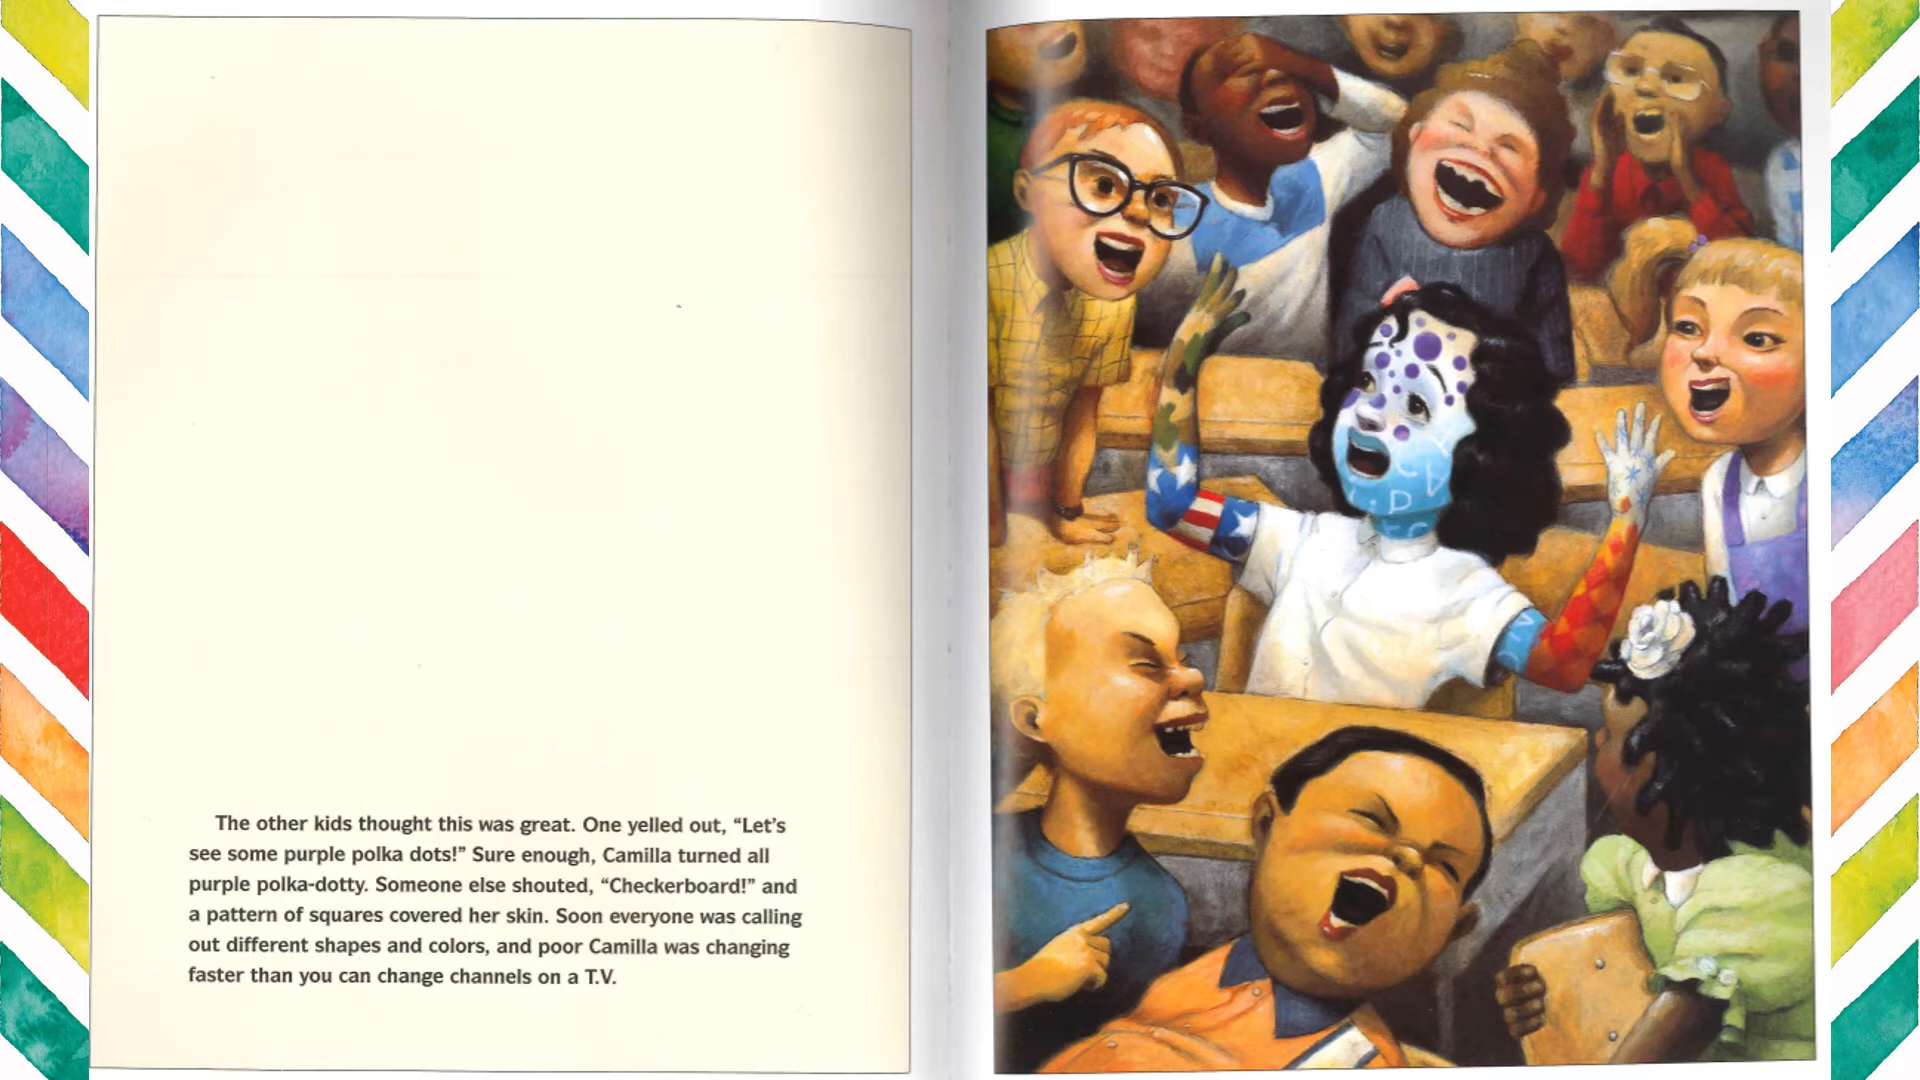 The other kids thought this was great. One yelled out, “Let’s
see some purple polka dots!” Sure enough, Camilla turned all
purple polka-dotty. Someone else shouted, “Checkerboard!” and
a pattern of squares covered her skin. Soon everyone was calling
out different shapes and colors, and poor Camilla was changing
faster than you can change channels on a T.V.